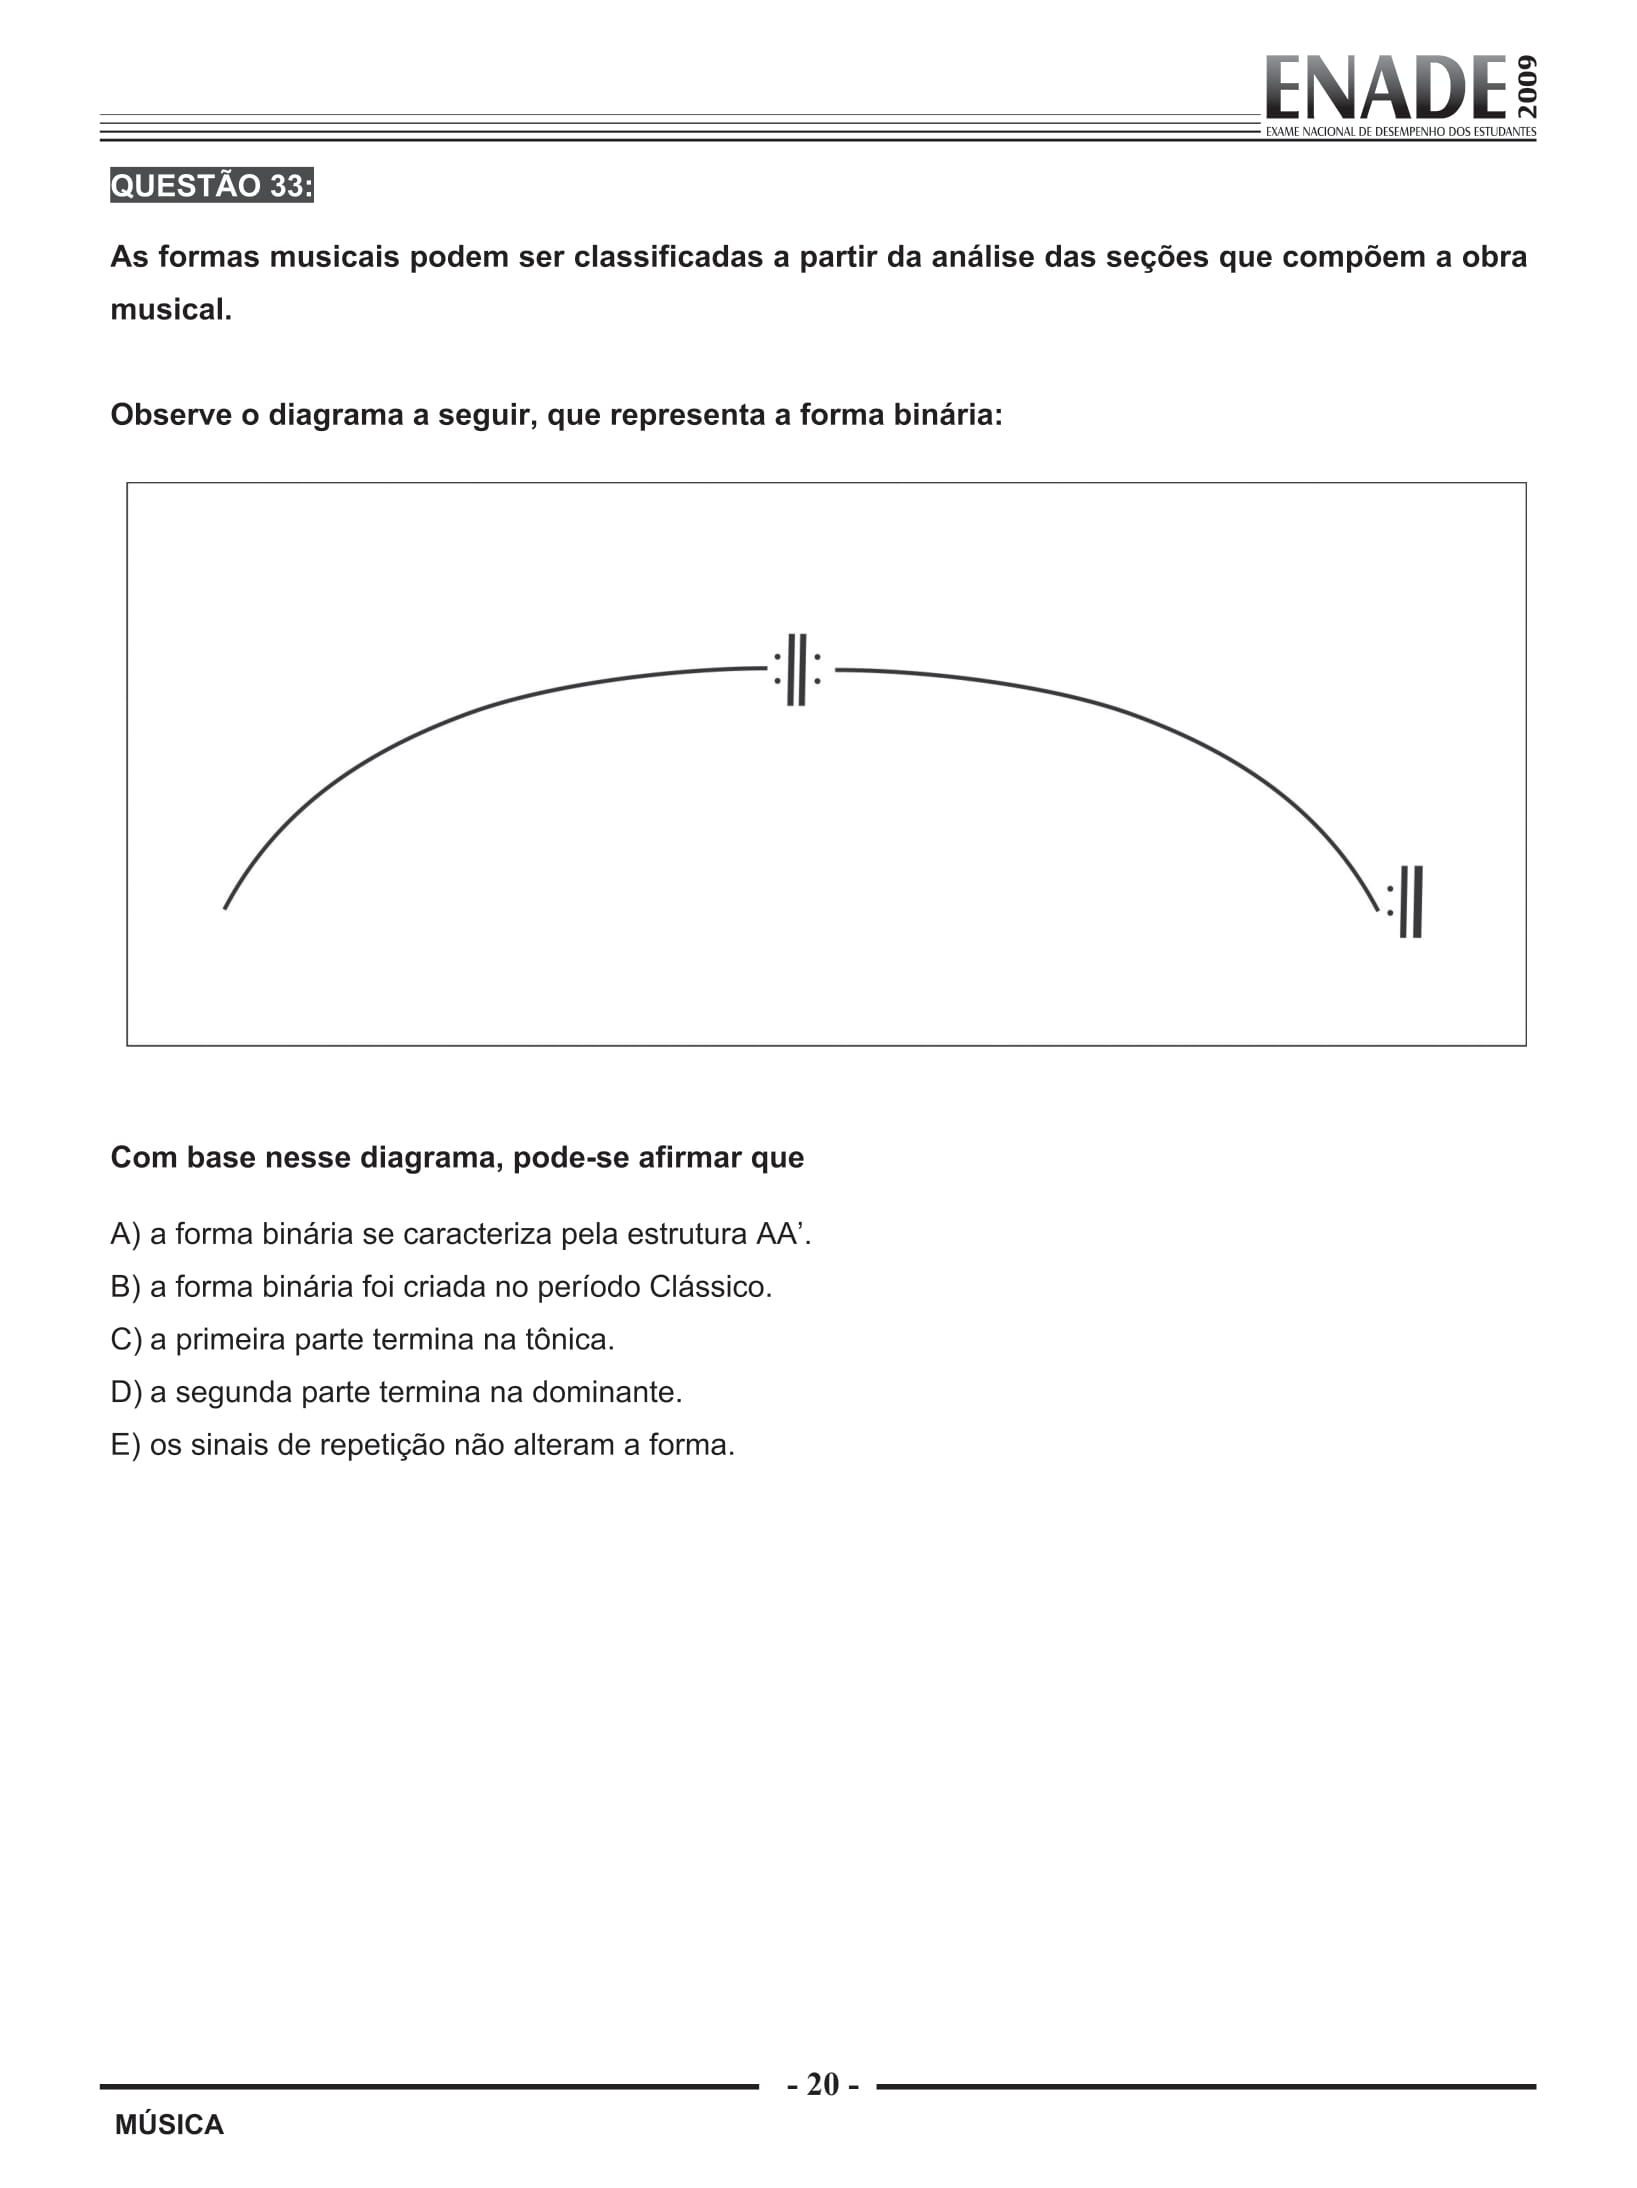 ENADE 2009
EXAME NACIONAL DE DESEMPENHO DOS ESTUDANTES
QUESTÃO 33:
As formas musicais podem ser classificadas a partir da análise das seções que compõem a obra
musical.
Observe o diagrama a seguir, que representa a forma binária:
Com base nesse diagrama, pode-se afirmar que
A) a forma binária se caracteriza pela estrutura AA’.
B) a forma binária foi criada no período Clássico.
C) a primeira parte termina na tônica.
D) a segunda parte termina na dominante.
E) os sinais de repetição não alteram a forma.
- 20 -
MÚSICA